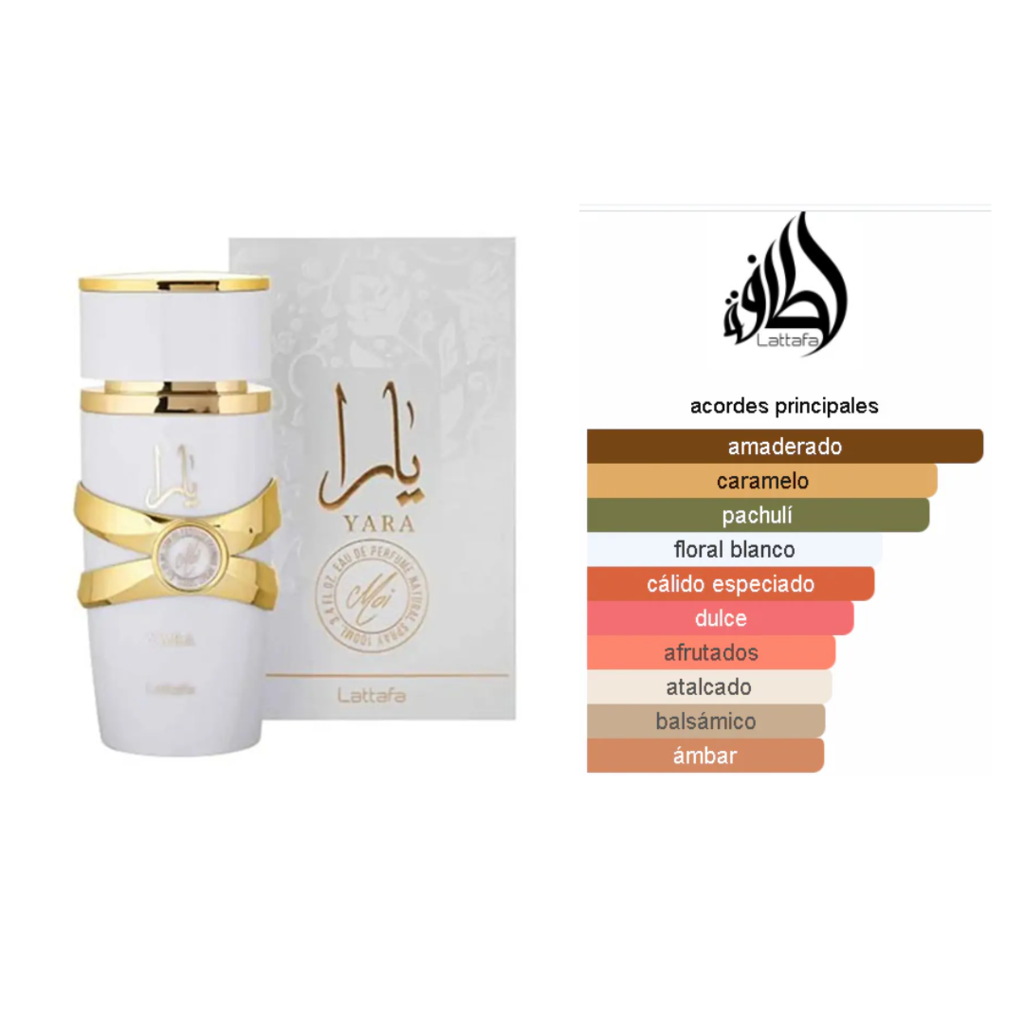 يارا
YARA
EAU DE PERFUME NATURAL SPRAY 100ML. 3.4 FL OZ.
Moi
Lattafa
يارا
YARA
Lattafa
لطافة
Lattafa
acordes principales
amaderado
caramelo
pachulí
floral blanco
cálido especiado
dulce
afrutados
atalcado
balsámico
ámbar